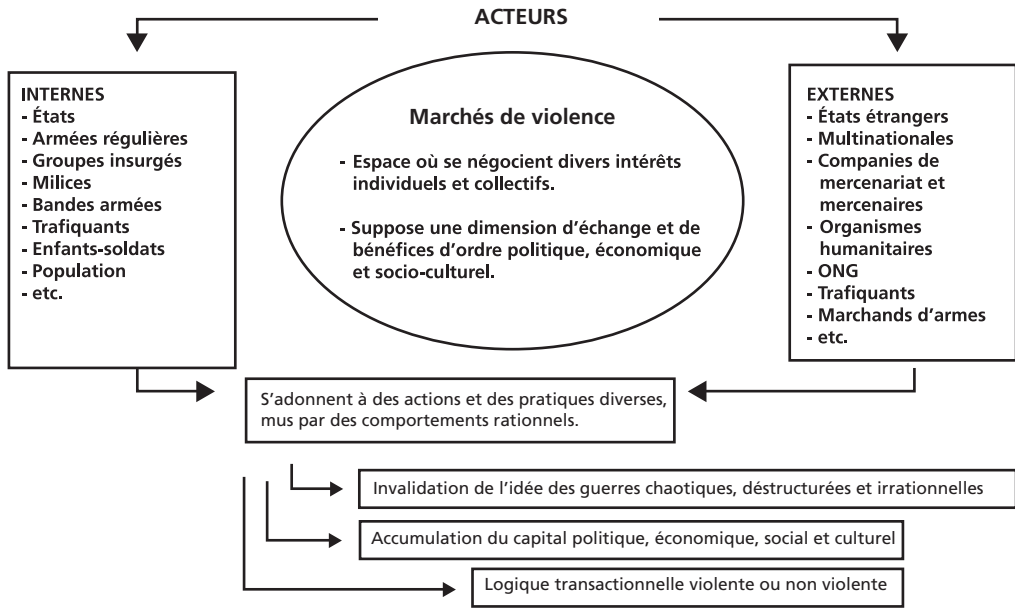 ACTEURS
INTERNES
- États
- Armées régulières
- Groupes insurgés
- Milices
- Bandes armées
- Trafiquants
- Enfants-soldats
- Population
- etc.
Marchés de violence
- Espace où se négocient divers intérêts
individuels et collectifs.
- Suppose une dimension d'échange et de
bénéfices d'ordre politique, économique
et socio-culturel.
EXTERNES
- États étrangers
- Multinationales
- Companies de
mercenariat et
mercenaires
- Organismes
humanitaires
- ONG
- Trafiquants
- Marchands d'armes
- etc.
S'adonnent à des actions et des pratiques diverses,
mus par des comportements rationnels.
Invalidation de l'idée des guerres chaotiques, déstructurées et irrationnelles
Accumulation du capital politique, économique, social et culturel
Logique transactionnelle violente ou non violente